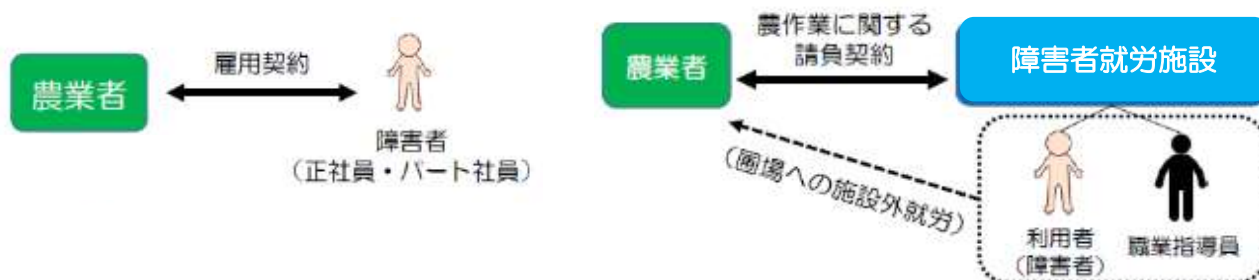 農業者
雇用契約
障害者
（正社員・パート社員）
農業者
農作業に関する
請負契約
障害者就労施設
（圃場への施設外就労）
利用者
（障害者）
職業指導員